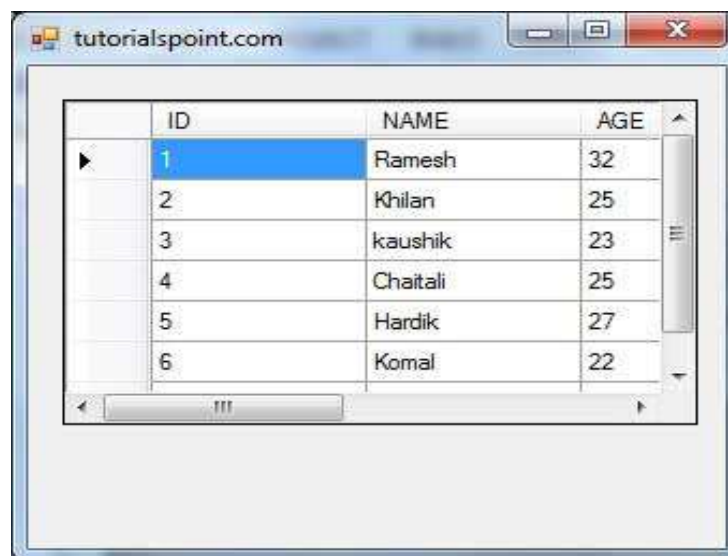 tutorialspoint.com
ID NAME AGE
1 Ramesh 32
2 Khilan 25
3 kaushik 23
4 Chaitali 25
5 Hardik 27
6 Komal 22